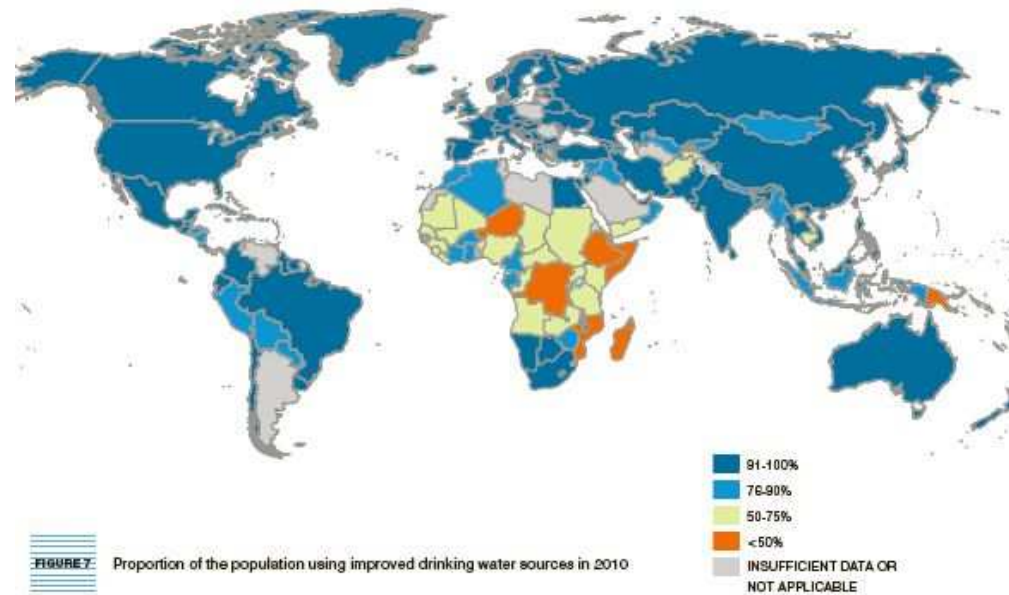 91-100%
76-90%
50-75%
<50%
INSUFFICIENT DATA OR
NOT APPLICABLE
FIGURE 7 Proportion of the population using improved drinking water sources in 2010